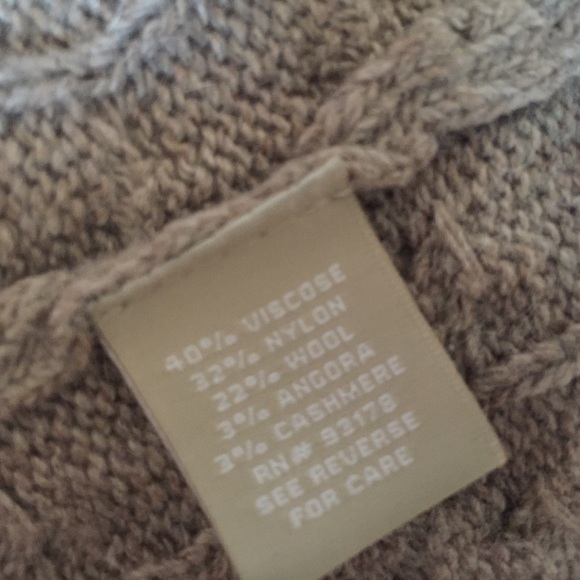 40% VISCOSE
32% NYLON
22% WOOL
3% ANGORA
3% CASHMERE
RN# 93178
SEE REVERSE
FOR CARE